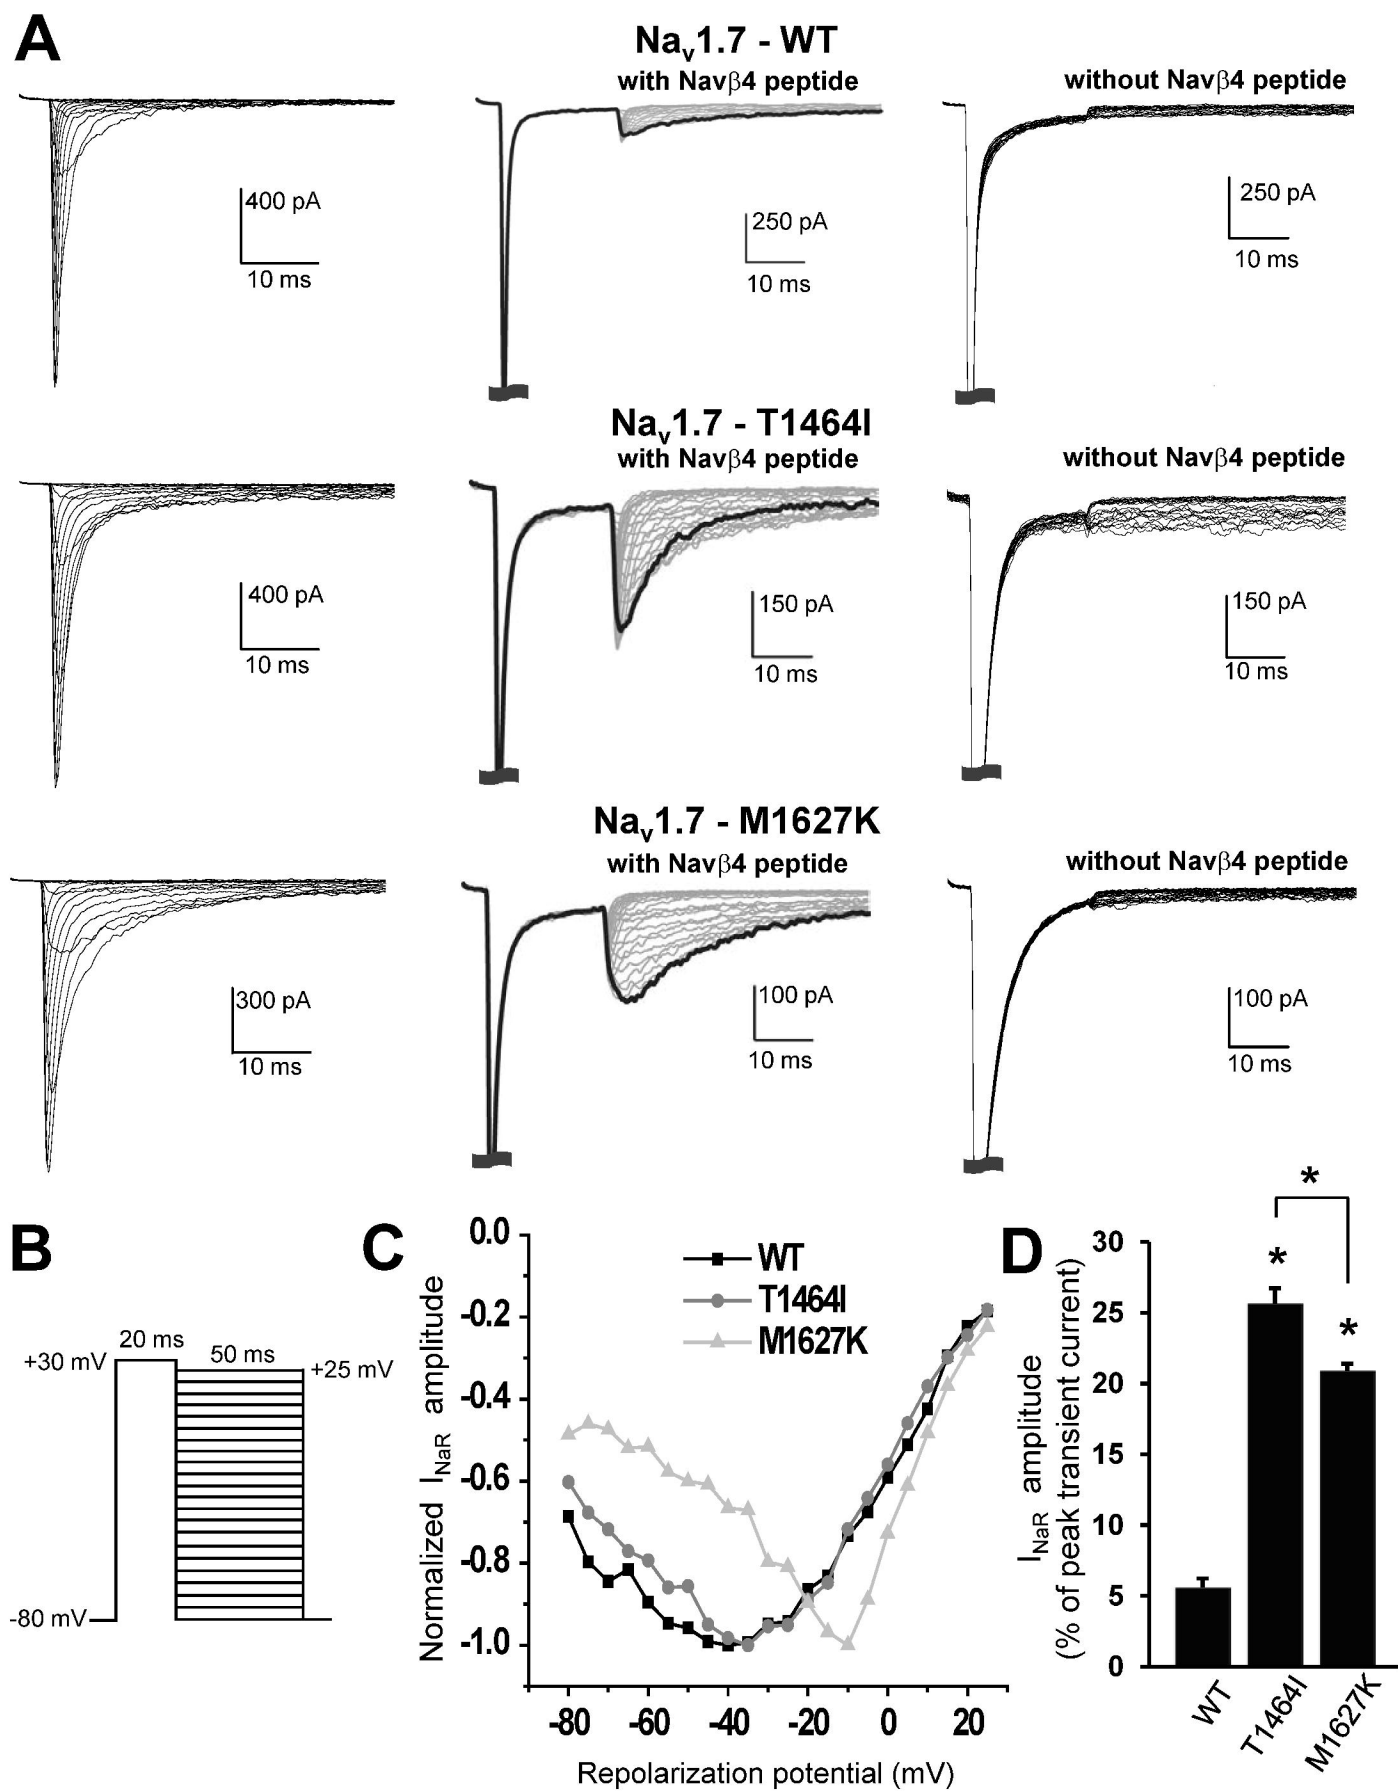 A
Nav1.7 - WT
with Navβ4 peptide
without Navβ4 peptide
400 pA
10 ms
250 pA
10 ms
250 pA
10 ms
Nav1.7 - T1464I
with Navβ4 peptide
without Navβ4 peptide
400 pA
10 ms
150 pA
10 ms
150 pA
10 ms
Nav1.7 - M1627K
with Navβ4 peptide
without Navβ4 peptide
300 pA
10 ms
100 pA
10 ms
100 pA
10 ms
B
20 ms
+30 mV
50 ms
+25 mV
-80 mV
C
Normalized INaR amplitude
0.0
-0.2
-0.4
-0.6
-0.8
-1.0
WT
T1464I
M1627K
-80
-60
-40
-20
0
20
Repolarization potential (mV)
D
INaR amplitude
(% of peak transient current)
30
25
20
15
10
5
0
*
*
*
WT
T1464I
M1627K